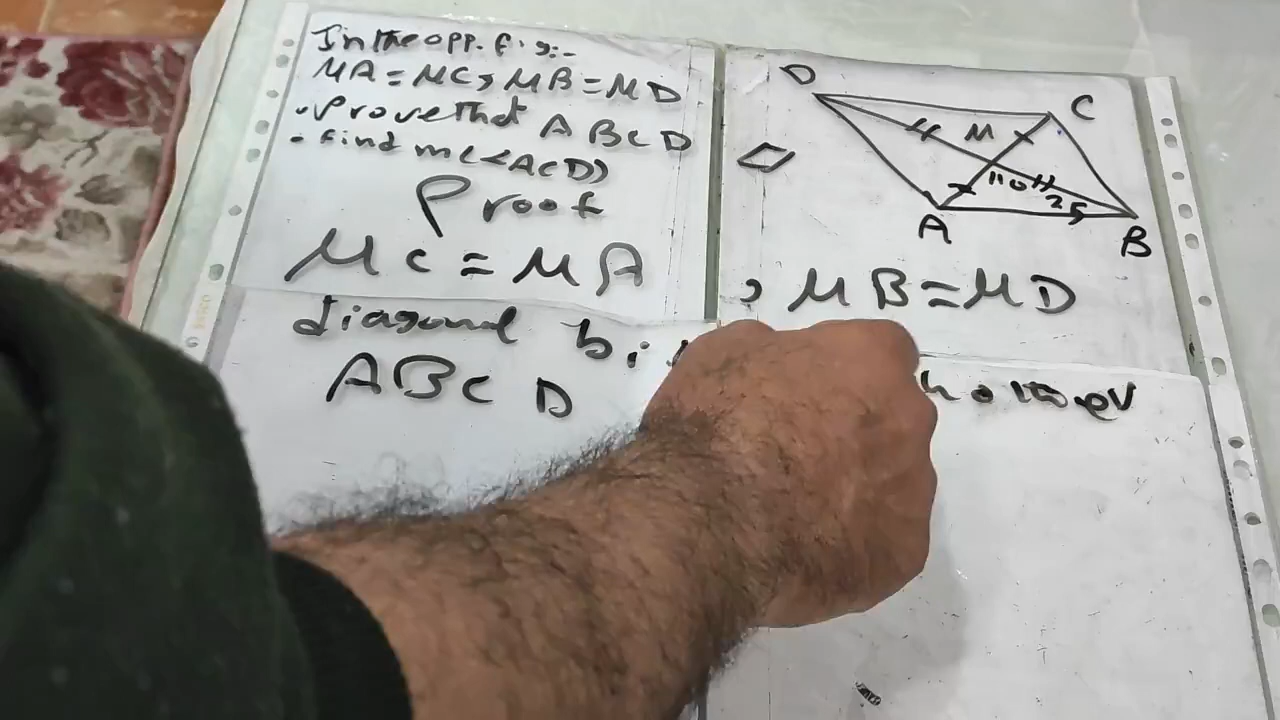 In the opp. fig:-
MA = MC, MB = MD
• Prove that ABCD
• find m(<ACD))
Proof
MC = MA
, MB = MD
diagonal
ABCD
D
C
M
110
25
A
B